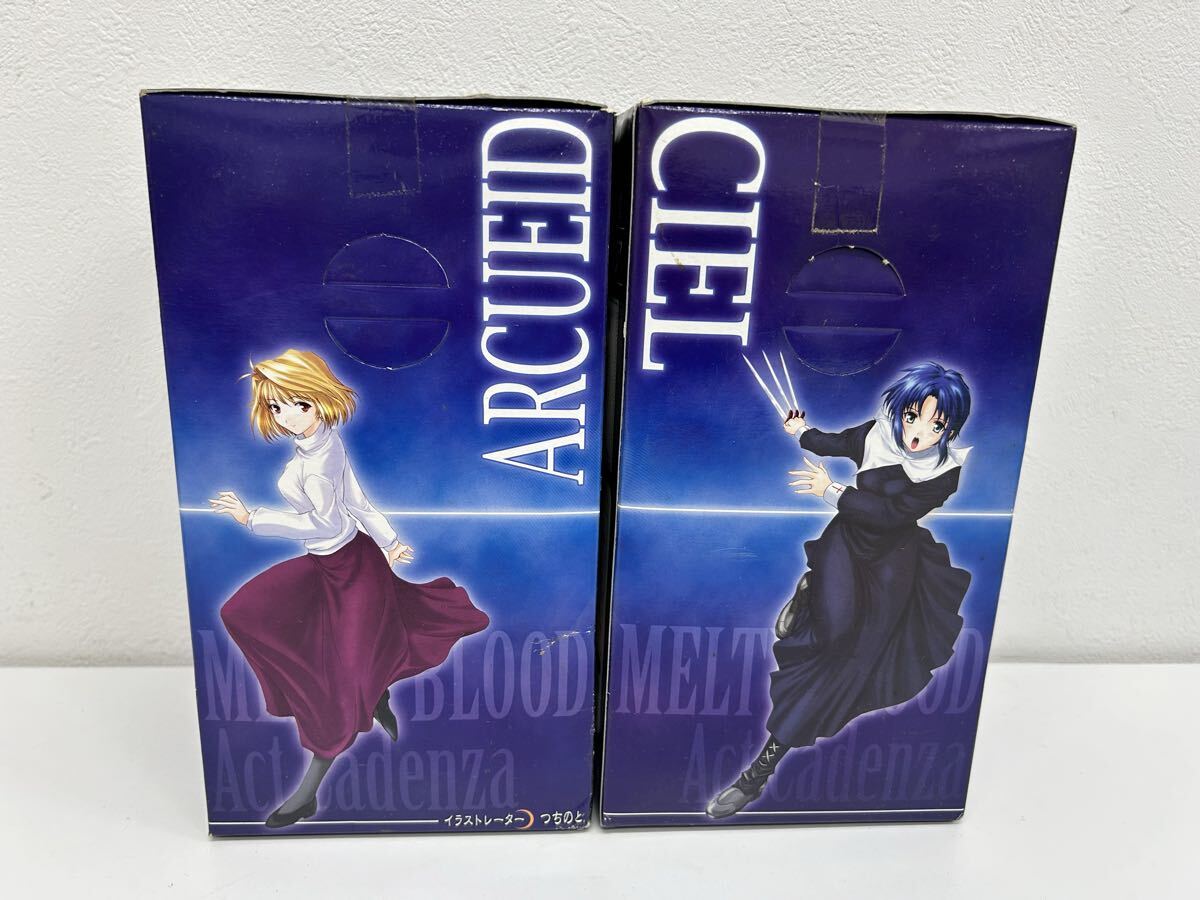 ARCUEID
MELTY BLOOD
Act Cadenza
イラストレーター つちのと
CIEL
MELTY BLOOD
Act Cadenza